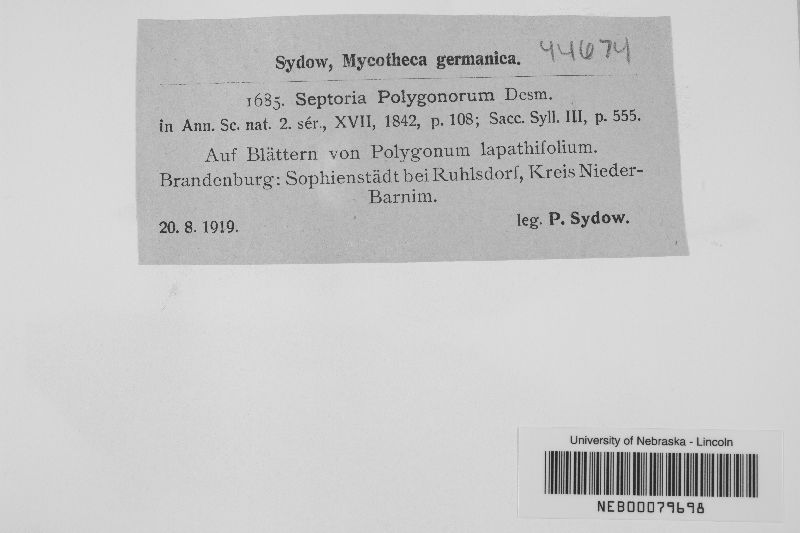 Sydow, Mycotheca germanica. 44674
1685. Septoria Polygonorum Desm.
in Ann. Sc. nat. 2. sér., XVII, 1842, p. 108; Sacc. Syll. III, p. 555.
Auf Blättern von Polygonum lapathifolium.
Brandenburg: Sophienstädt bei Ruhlsdorf, Kreis Nieder-
Barnim.
20. 8. 1919. leg. P. Sydow.
University of Nebraska - Lincoln
NEB00079698